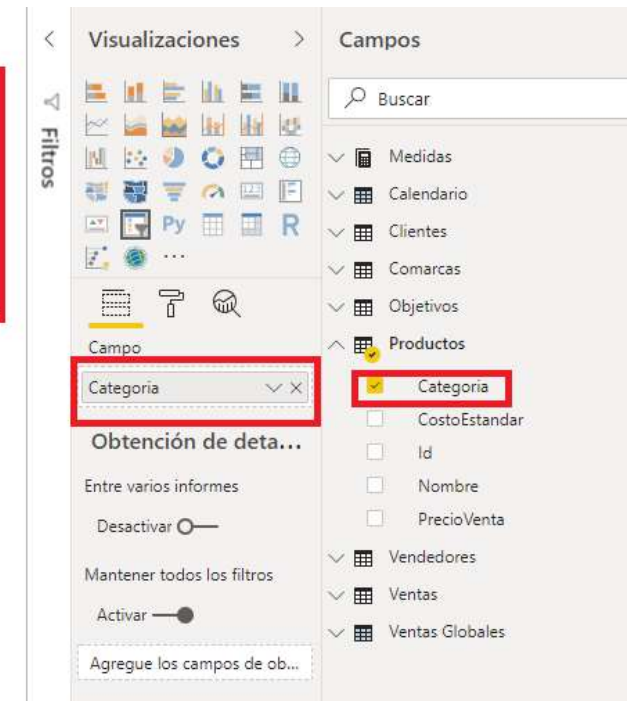 Filtros
Visualizaciones
Py
R
Campo
Categoria
Obtención de deta...
Entre varios informes
Desactivar
Mantener todos los filtros
Activar
Agregue los campos de ob...
Campos
Buscar
Medidas
Calendario
Clientes
Comarcas
Objetivos
Productos
Categoria
CostoEstandar
Id
Nombre
PrecioVenta
Vendedores
Ventas
Ventas Globales